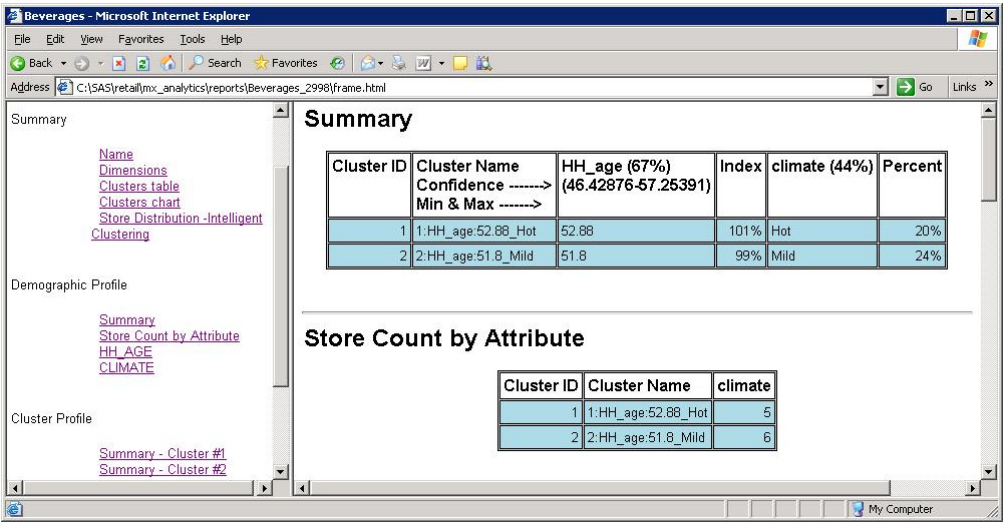 Beverages - Microsoft Internet Explorer
File Edit View Favorites Tools Help
Back Search Favorites
Address C:\SAS\retail\mx_analytics\reports\Beverages_2998\frame.html Go Links »
Summary
Name
Dimensions
Clusters table
Clusters chart
Store Distribution -Intelligent
Clustering
Demographic Profile
Summary
Store Count by Attribute
HH_AGE
CLIMATE
Cluster Profile
Summary - Cluster #1
Summary - Cluster #2
Summary
Cluster ID Cluster Name HH_age (67%) Index climate (44%) Percent
Confidence -------> (46.42876-57.25391)
Min & Max ------->
1 1:HH_age:52.88_Hot 52.88 101% Hot 20%
2 2:HH_age:51.8_Mild 51.8 99% Mild 24%
Store Count by Attribute
Cluster ID Cluster Name climate
1 1:HH_age:52.88_Hot 5
2 2:HH_age:51.8_Mild 6
My Computer